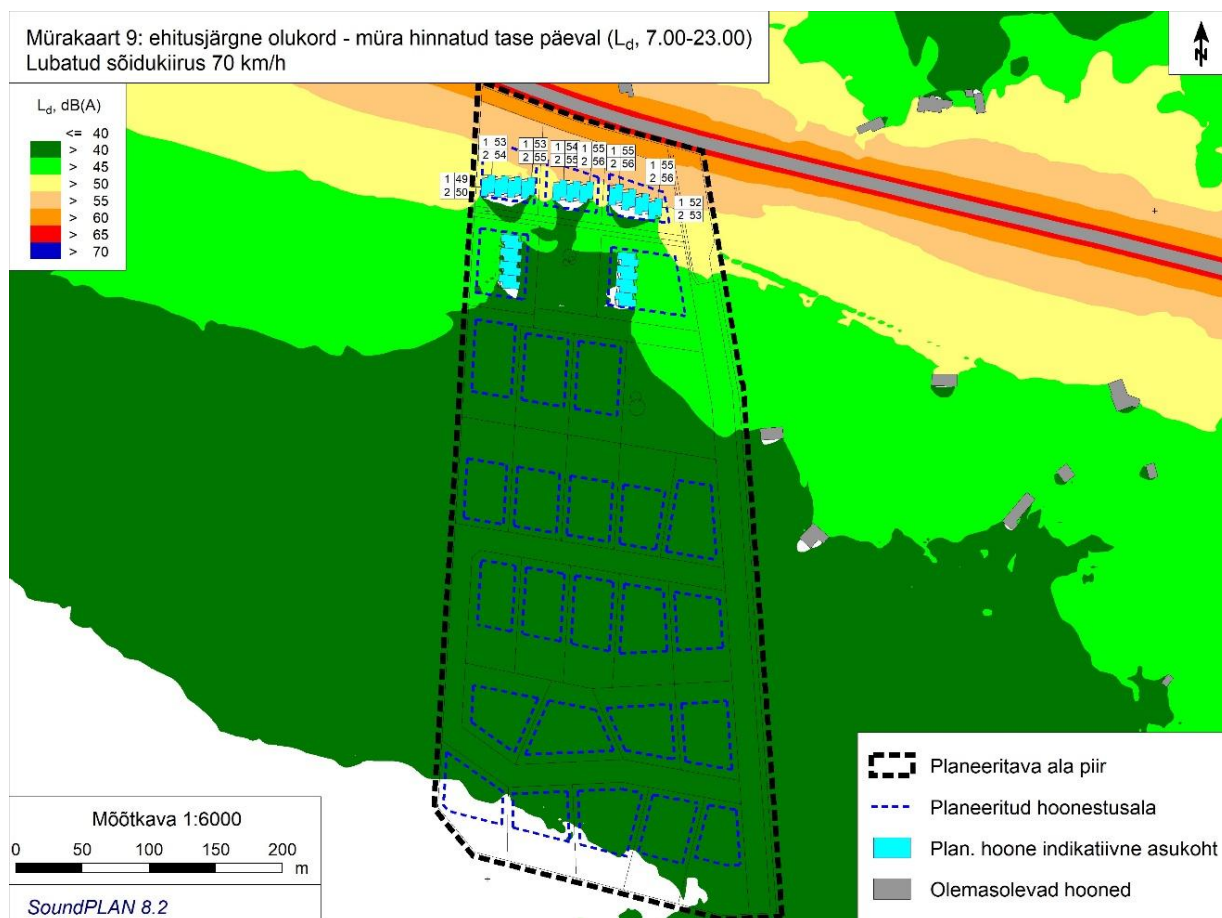 Mürakaart 9: ehitusjärgne olukord - müra hinnatud tase päeval (Ld, 7.00-23.00)
Lubatud sõidukiirus 70 km/h
N
Ld, dB(A)
<= 40
> 40
> 45
> 50
> 55
> 60
> 65
> 70
1 53
2 54
1 53
2 55
1 54
2 55
1 55
2 56
1 55
2 56
1 55
2 56
1 49
2 50
1 52
2 53
Planeeritava ala piir
Planeeritud hoonestusala
Plan. hoone indikatiivne asukoht
Olemasolevad hooned
Mõõtkava 1:6000
0 50 100 150 200
m
SoundPLAN 8.2